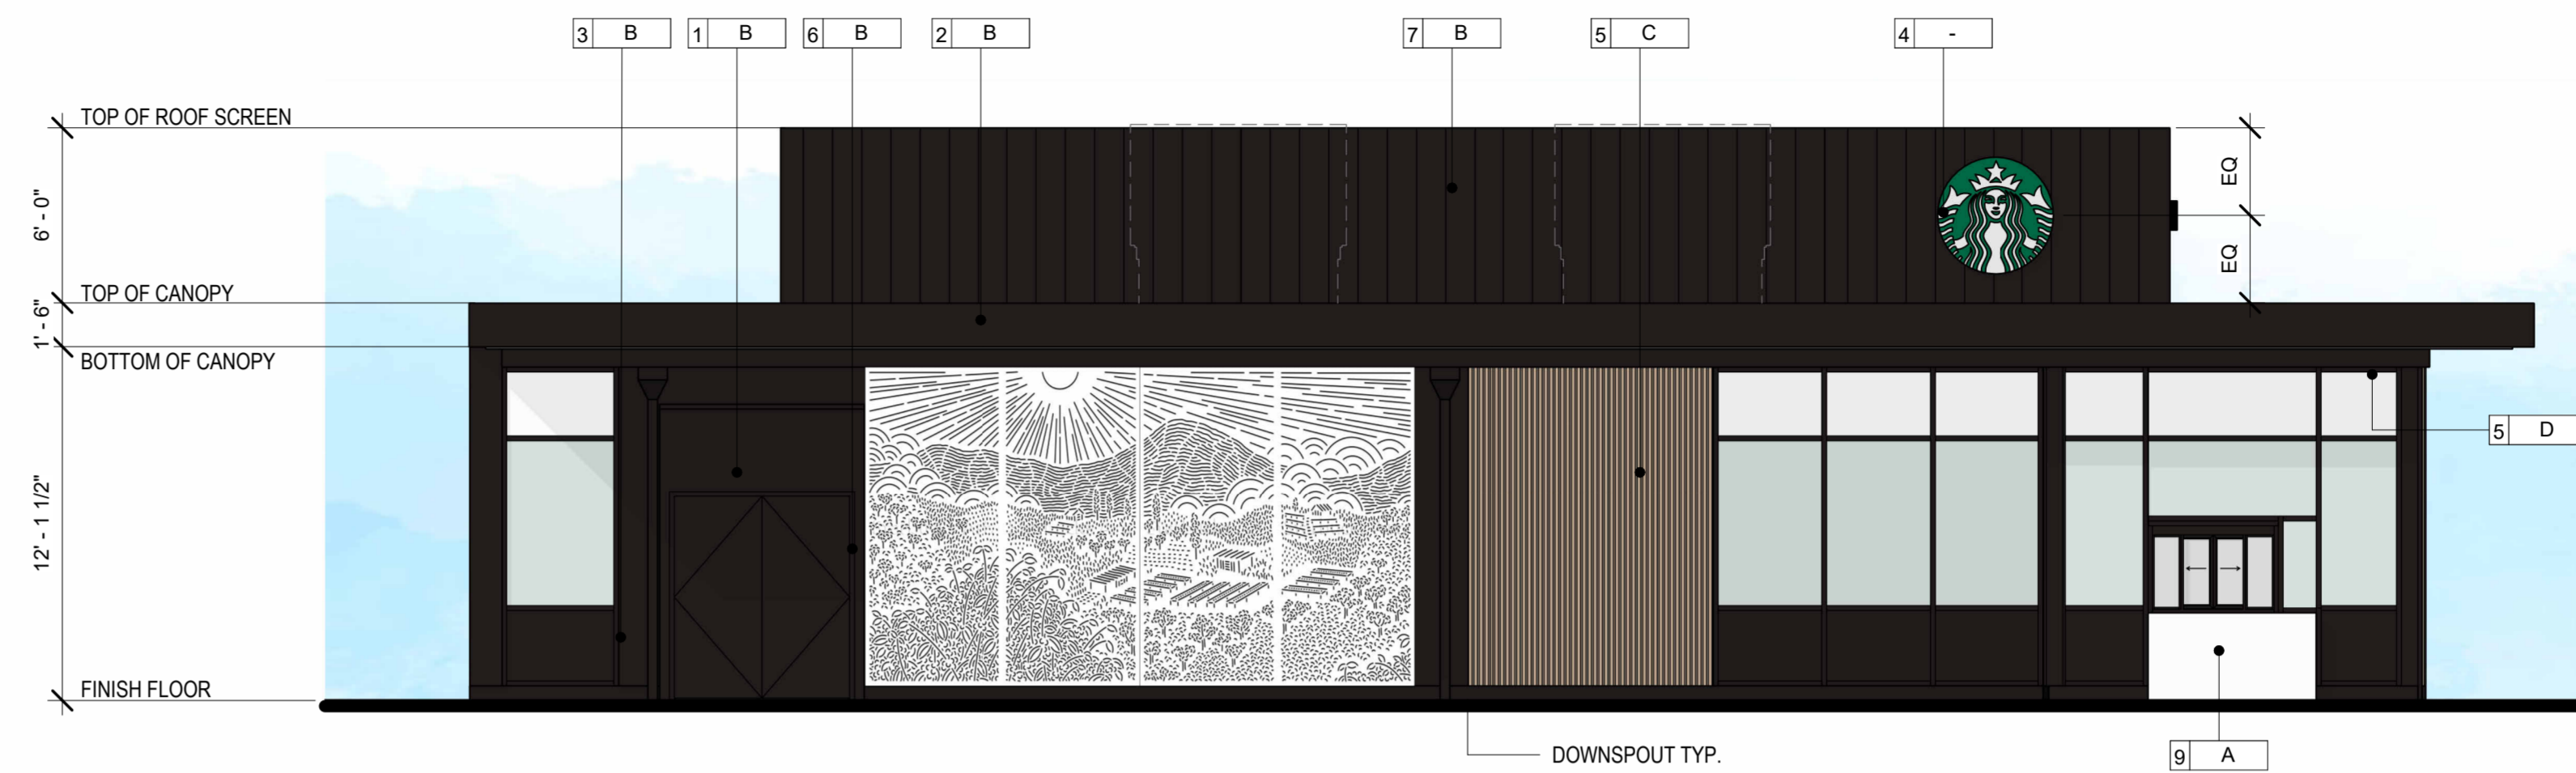 3 B
1 B
6 B
2 B
7 B
5 C
4 -
TOP OF ROOF SCREEN
6' - 0"
EQ
EQ
TOP OF CANOPY
1' - 6"
BOTTOM OF CANOPY
5 D
12' - 1 1/2"
FINISH FLOOR
DOWNSPOUT TYP.
9 A